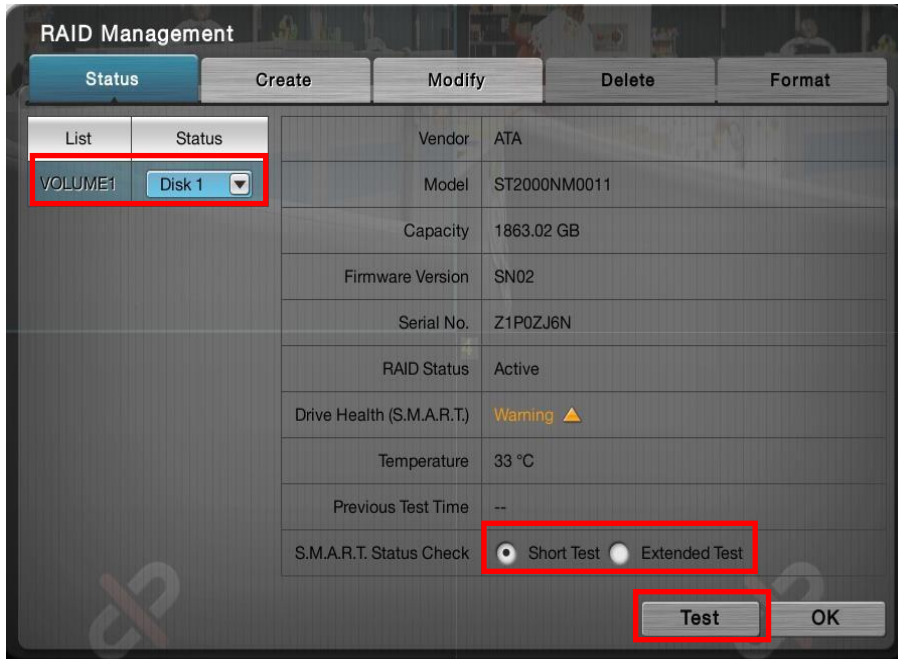 RAID Management
Status Create Modify Delete Format
List Status
VOLUME1 Disk 1
Vendor ATA
Model ST2000NM0011
Capacity 1863.02 GB
Firmware Version SN02
Serial No. Z1P0ZJ6N
RAID Status Active
Drive Health (S.M.A.R.T.) Warning
Temperature 33 °C
Previous Test Time --
S.M.A.R.T. Status Check Short Test Extended Test
Test OK